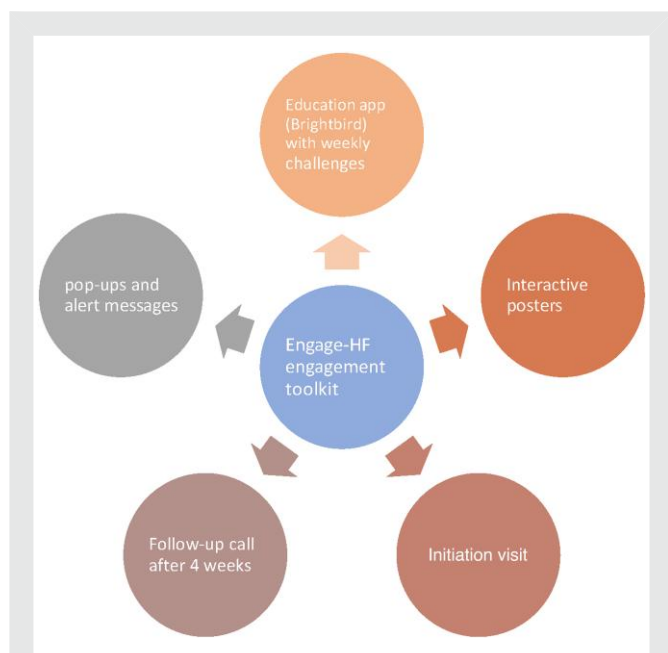 Education app
(Brightbird)
with weekly
challenges
pop-ups and
alert messages
Interactive
posters
Engage-HF
engagement
toolkit
Follow-up call
after 4 weeks
Initiation visit